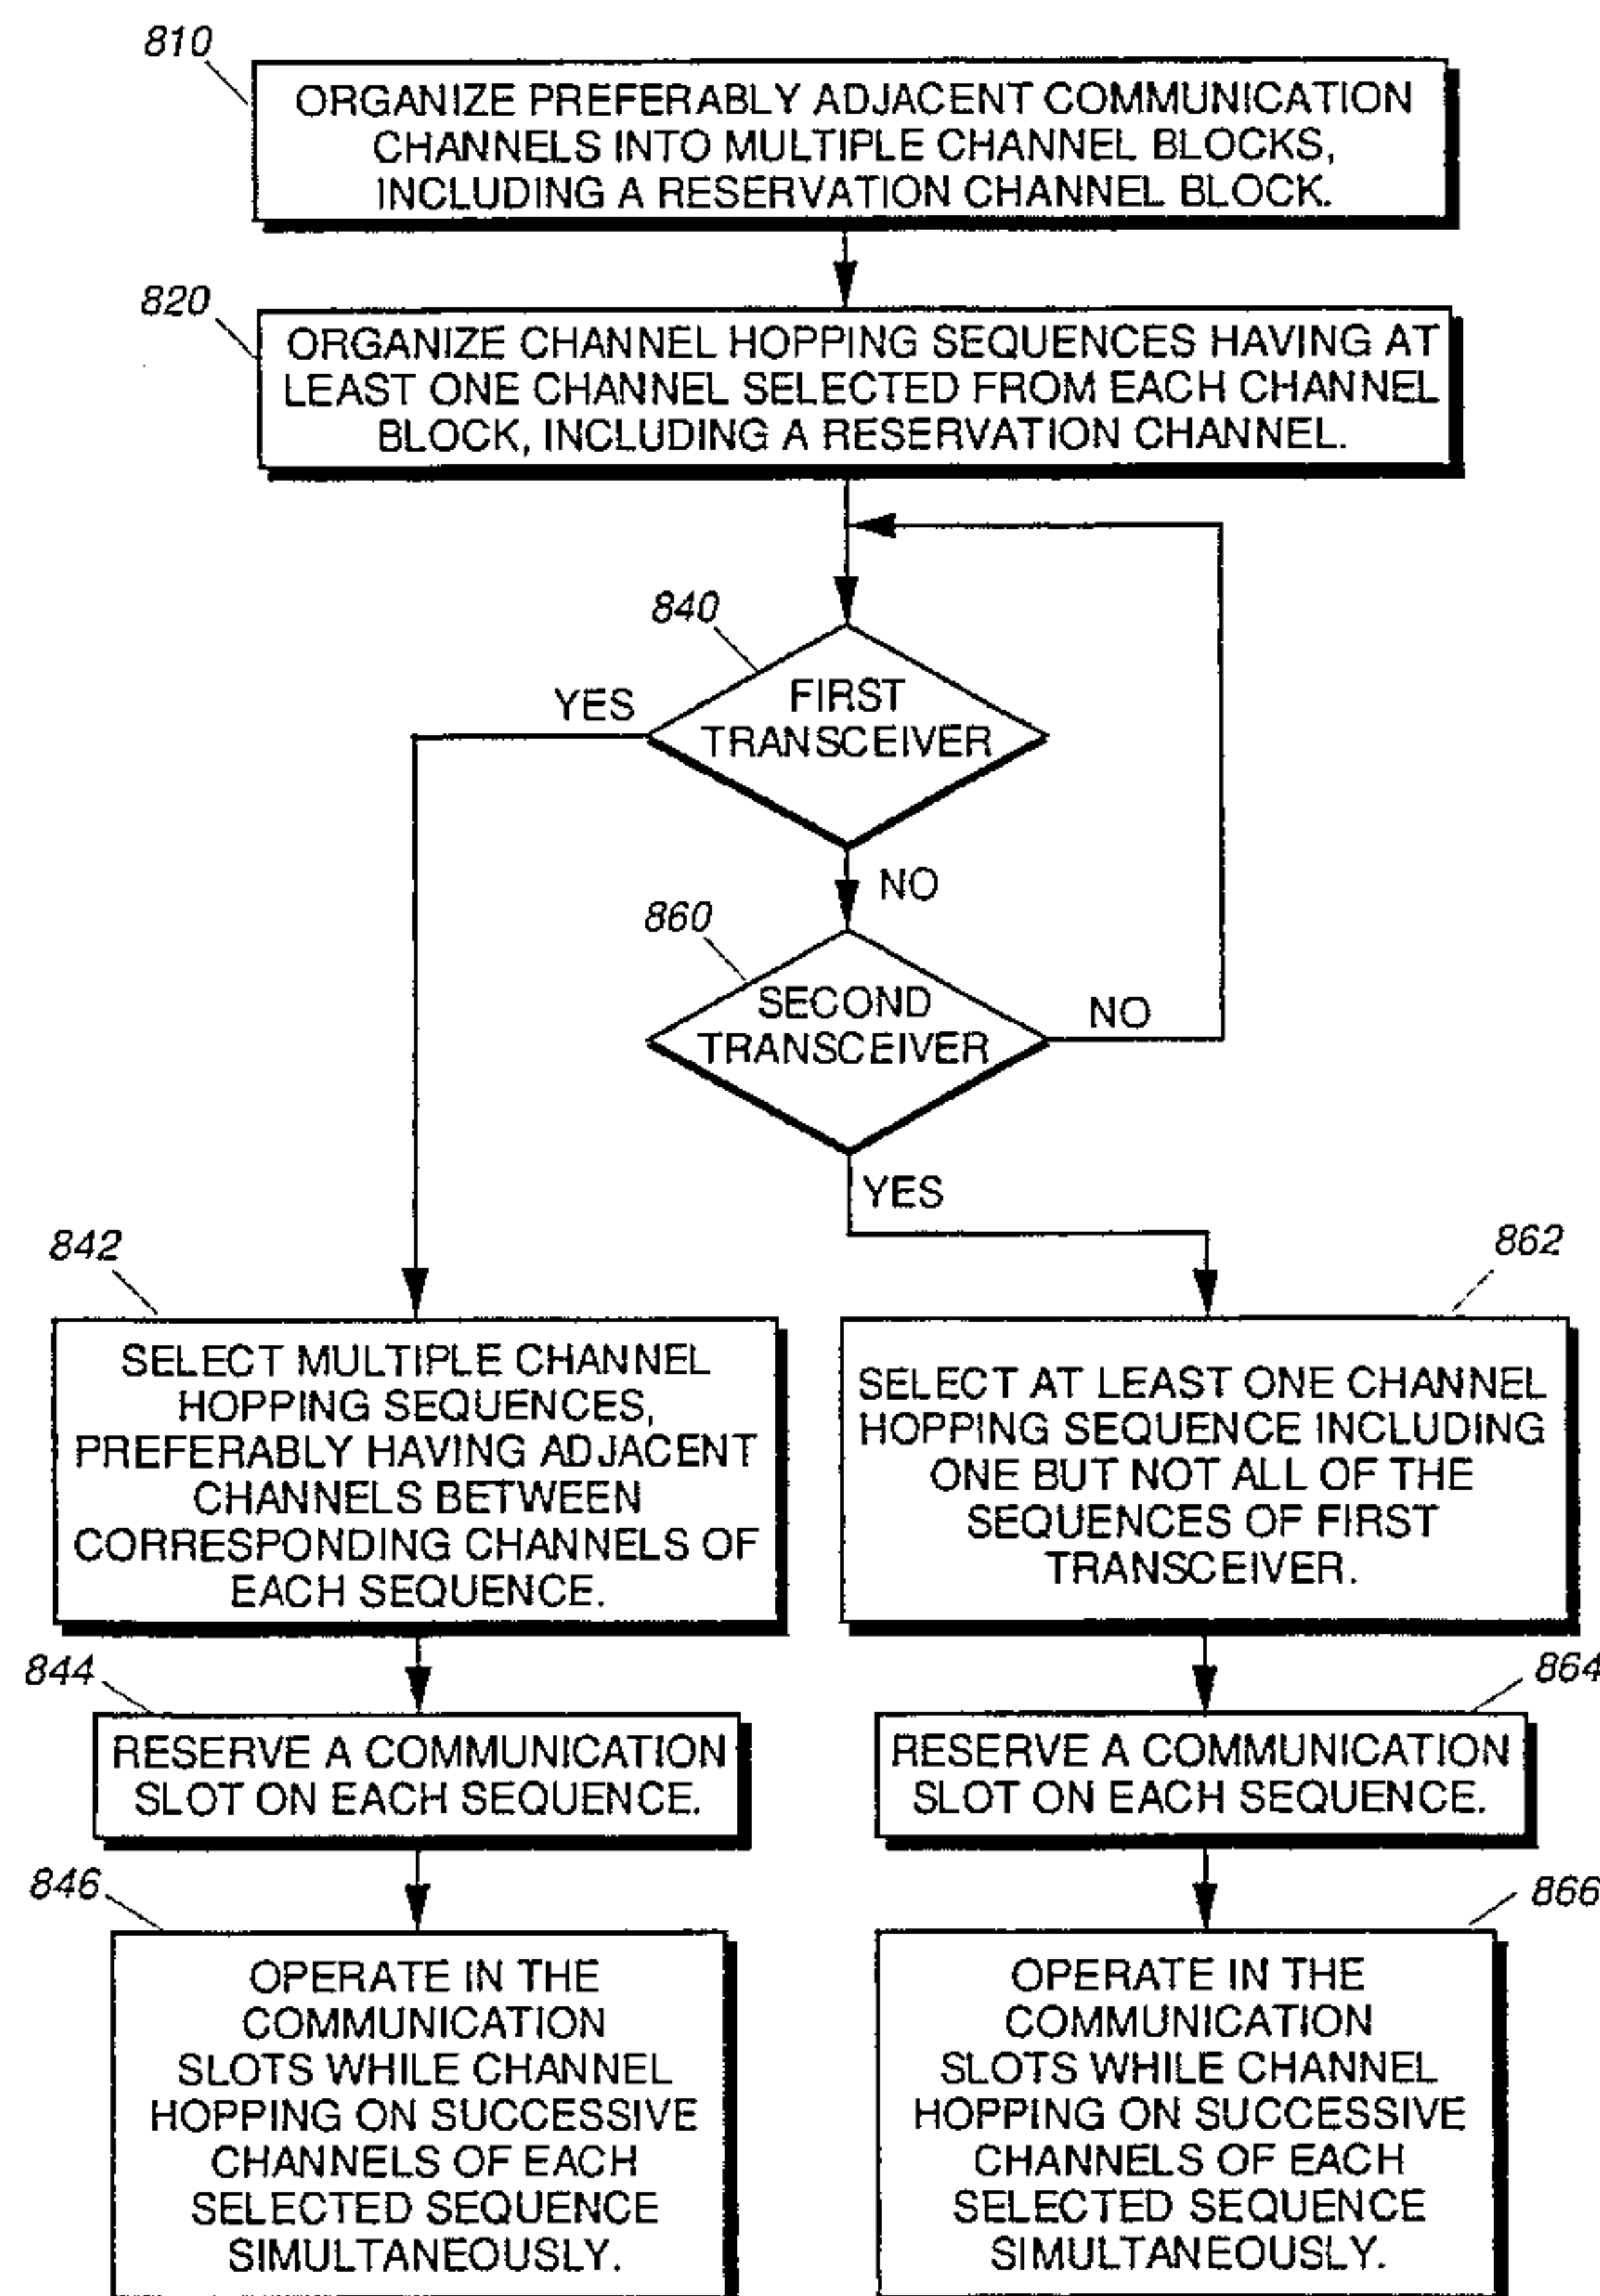 810
ORGANIZE PREFERABLY ADJACENT COMMUNICATION
CHANNELS INTO MULTIPLE CHANNEL BLOCKS,
INCLUDING A RESERVATION CHANNEL BLOCK.
820
ORGANIZE CHANNEL HOPPING SEQUENCES HAVING AT
LEAST ONE CHANNEL SELECTED FROM EACH CHANNEL
BLOCK, INCLUDING A RESERVATION CHANNEL.
840
YES
FIRST
TRANSCEIVER
NO
860
SECOND
TRANSCEIVER
NO
YES
842
SELECT MULTIPLE CHANNEL
HOPPING SEQUENCES,
PREFERABLY HAVING ADJACENT
CHANNELS BETWEEN
CORRESPONDING CHANNELS OF
EACH SEQUENCE.
862
SELECT AT LEAST ONE CHANNEL
HOPPING SEQUENCE INCLUDING
ONE BUT NOT ALL OF THE
SEQUENCES OF FIRST
TRANSCEIVER.
844
RESERVE A COMMUNICATION
SLOT ON EACH SEQUENCE.
864
RESERVE A COMMUNICATION
SLOT ON EACH SEQUENCE.
846
OPERATE IN THE
COMMUNICATION
SLOTS WHILE CHANNEL
HOPPING ON SUCCESSIVE
CHANNELS OF EACH
SELECTED SEQUENCE
SIMULTANEOUSLY.
866
OPERATE IN THE
COMMUNICATION
SLOTS WHILE CHANNEL
HOPPING ON SUCCESSIVE
CHANNELS OF EACH
SELECTED SEQUENCE
SIMULTANEOUSLY.